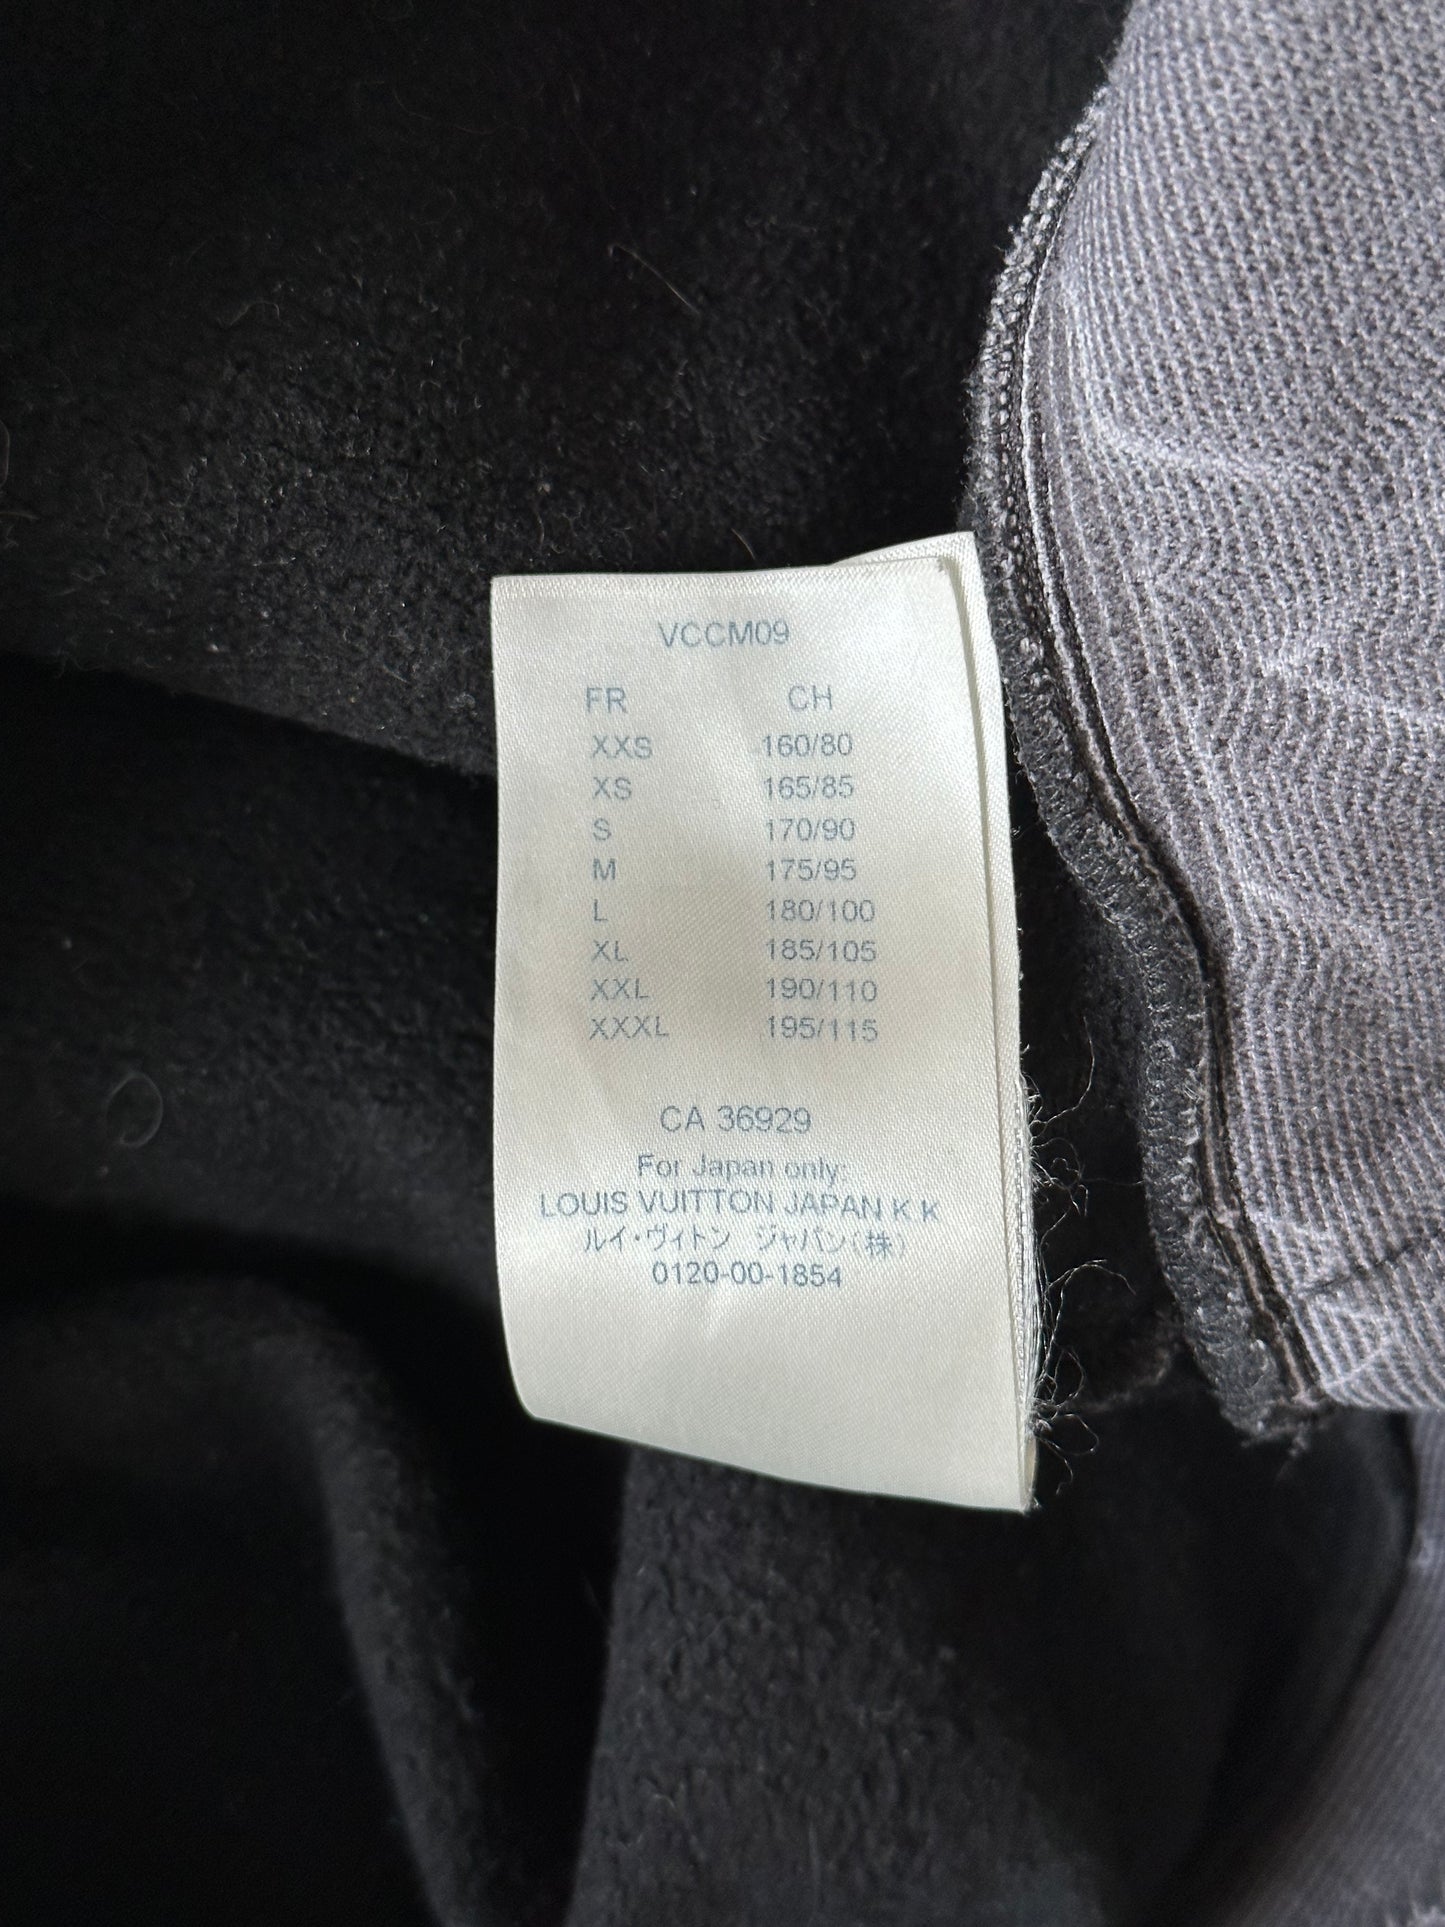 VCCM09
FR CH
XXS 160/80
XS 165/85
S 170/90
M 175/95
L 180/100
XL 185/105
XXL 190/110
XXXL 195/115
CA 36929
For Japan only:
LOUIS VUITTON JAPAN K K
ルイ・ヴィトン ジャパン(株)
0120-00-1854